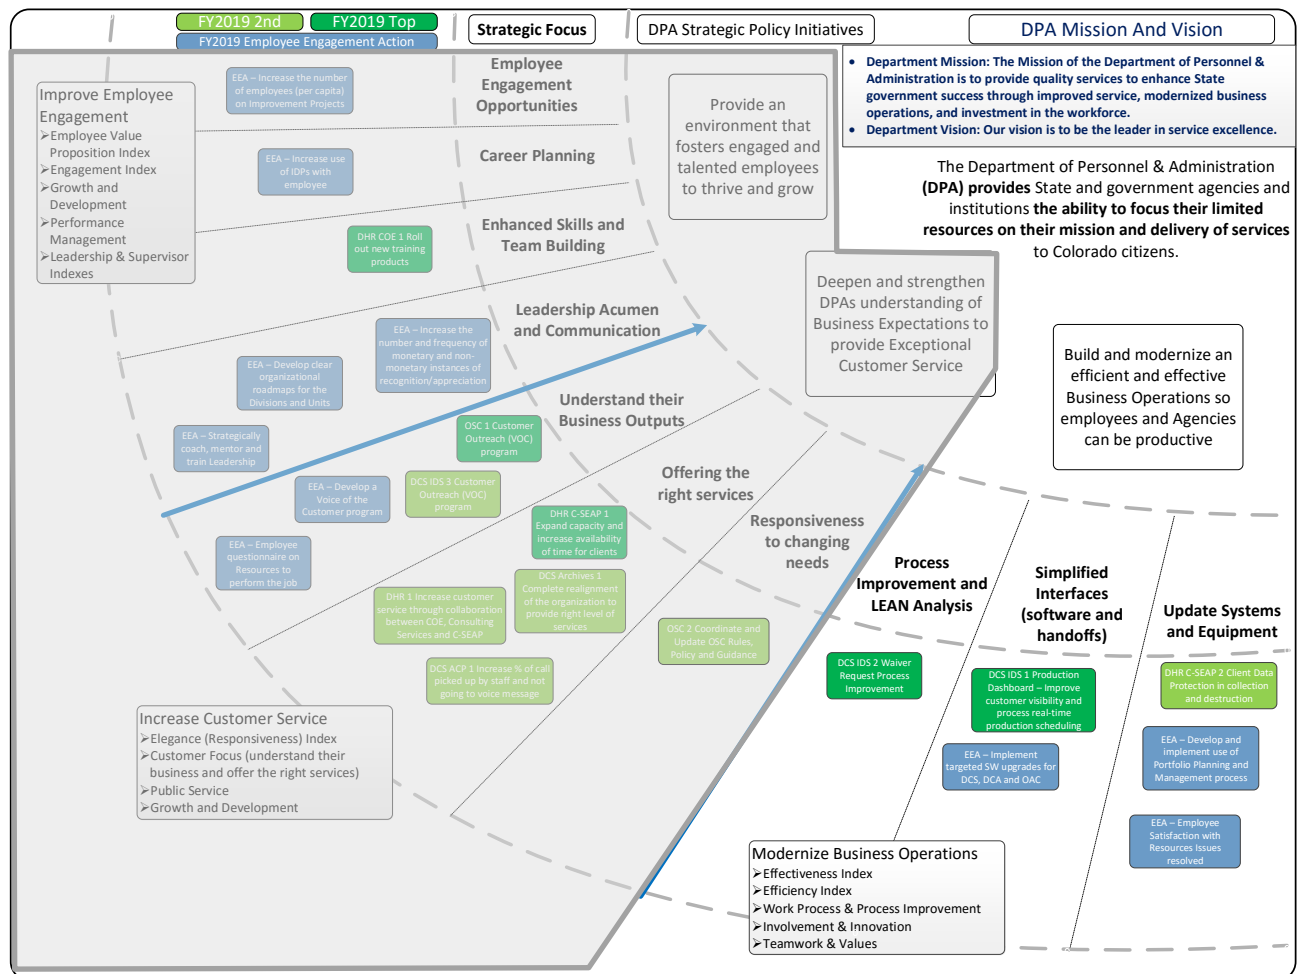 FY2019 2nd
FY2019 Top
FY2019 Employee Engagement Action
Strategic Focus
DPA Strategic Policy Initiatives
DPA Mission And Vision
• Department Mission: The Mission of the Department of Personnel &
Administration is to provide quality services to enhance State
government success through improved service, modernized business
operations, and investment in the workforce.
• Department Vision: Our vision is to be the leader in service excellence.
The Department of Personnel & Administration
(DPA) provides State and government agencies and
institutions the ability to focus their limited
resources on their mission and delivery of services
to Colorado citizens.
Improve Employee
Engagement
➢Employee Value
Proposition Index
➢Engagement Index
➢Growth and
Development
➢Performance
Management
➢Leadership & Supervisor
Indexes
EEA – Increase the number
of employees (per capita)
on Improvement Projects
Employee
Engagement
Opportunities
EEA – Increase use
of IDPs with
employee
Career Planning
DHR COE 1 Roll
out new training
products
Enhanced Skills and
Team Building
Provide an
environment that
fosters engaged and
talented employees
to thrive and grow
EEA – Increase the
number and frequency of
monetary and non-
monetary instances of
recognition/appreciation
EEA – Develop clear
organizational
roadmaps for the
Divisions and Units
EEA – Strategically
coach, mentor and
train Leadership
Leadership Acumen
and Communication
Deepen and strengthen
DPAs understanding of
Business Expectations to
provide Exceptional
Customer Service
Build and modernize an
efficient and effective
Business Operations so
employees and Agencies
can be productive
Understand their
Business Outputs
OSC 1 Customer
Outreach (VOC)
program
DCS IDS 3 Customer
Outreach (VOC)
program
EEA – Develop a
Voice of the
Customer program
EEA – Employee
questionnaire on
Resources to
perform the job
Offering the
right services
DHR C-SEAP 1
Expand capacity and
increase availability
of time for clients
DCS Archives 1
Complete realignment
of the organization to
provide right level of
services
DHR 1 Increase customer
service through collaboration
between COE, Consulting
Services and C-SEAP
DCS ACP 1 Increase % of call
picked up by staff and not
going to voice message
Responsiveness
to changing
needs
OSC 2 Coordinate and
Update OSC Rules,
Policy and Guidance
Increase Customer Service
➢Elegance (Responsiveness) Index
➢Customer Focus (understand their
business and offer the right services)
➢Public Service
➢Growth and Development
Process
Improvement and
LEAN Analysis
Simplified
Interfaces
(software and
handoffs)
Update Systems
and Equipment
DCS IDS 2 Waiver
Request Process
Improvement
DCS IDS 1 Production
Dashboard – Improve
customer visibility and
process real-time
production scheduling
EEA – Implement
targeted SW upgrades for
DCS, DCA and OAC
DHR C-SEAP 2 Client Data
Protection in collection
and destruction
EEA – Develop and
implement use of
Portfolio Planning and
Management process
EEA – Employee
Satisfaction with
Resources Issues
resolved
Modernize Business Operations
➢Effectiveness Index
➢Efficiency Index
➢Work Process & Process Improvement
➢Involvement & Innovation
➢Teamwork & Values